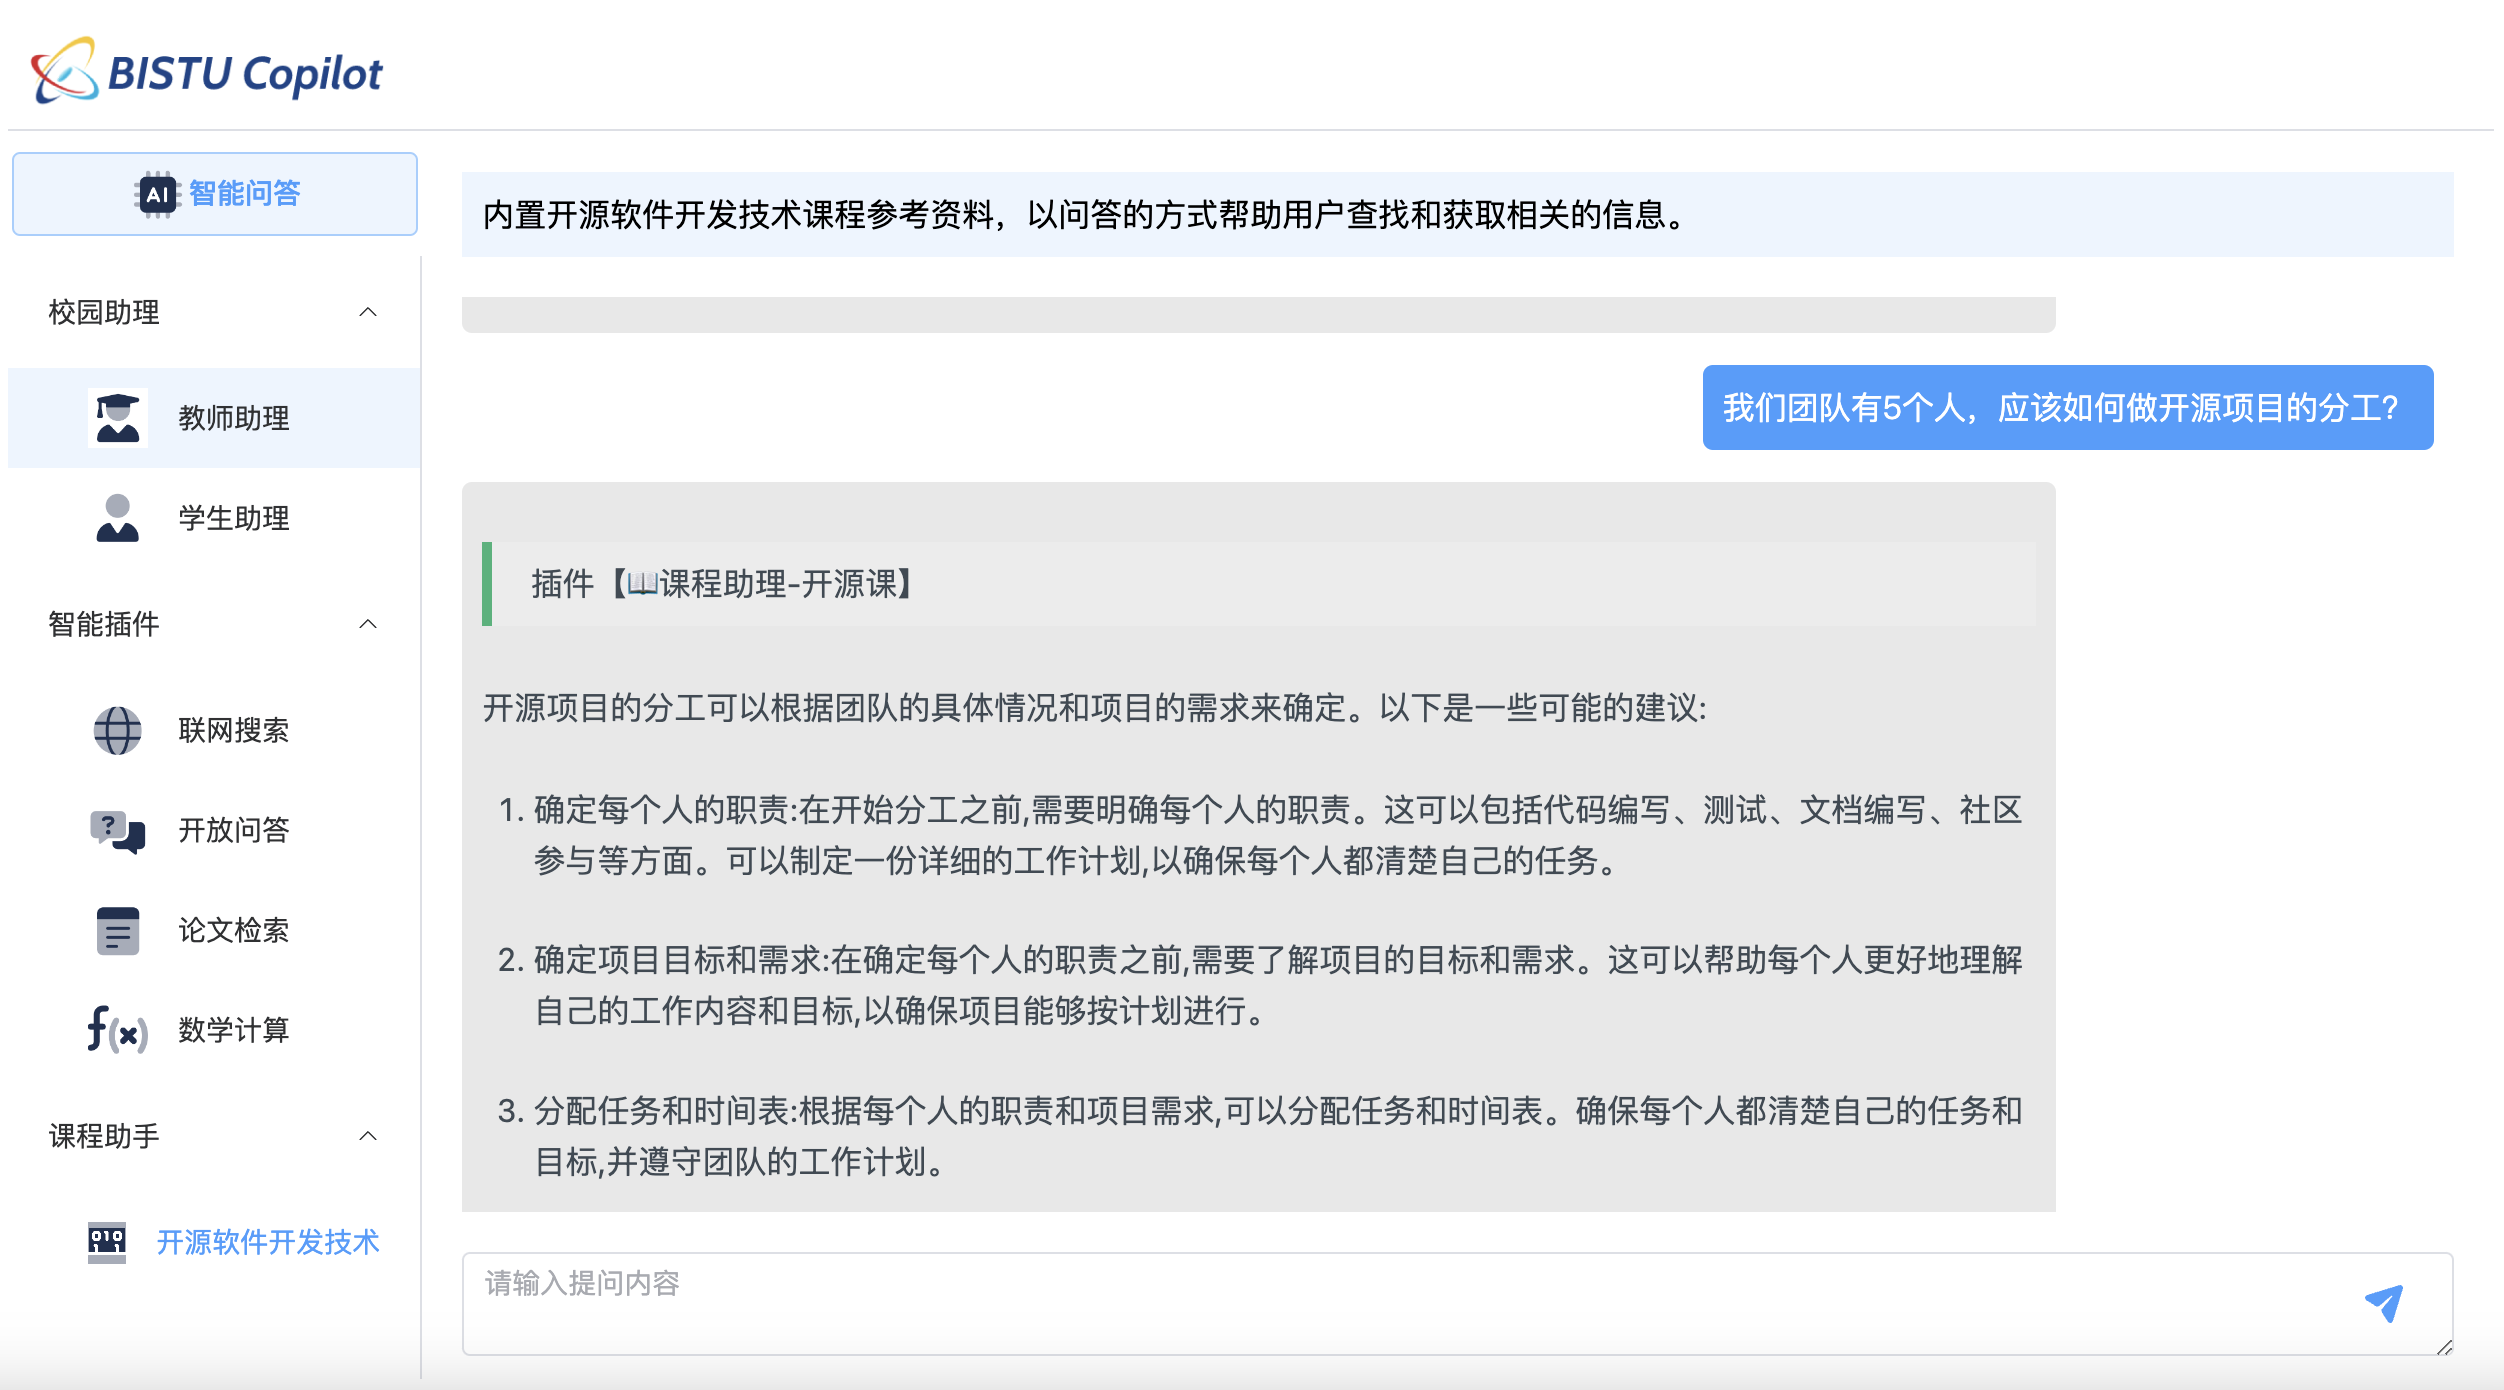 BISTU Copilot
AI 智能问答
校园助理
教师助理
学生助理
智能插件
联网搜索
? 开放问答
论文检索
f(x) 数学计算
课程助手
010 开源软件开发技术
内置开源软件开发技术课程参考资料，以问答的方式帮助用户查找和获取相关的信息。
我们团队有5个人，应该如何做开源项目的分工？
插件【📖课程助理-开源课】
开源项目的分工可以根据团队的具体情况和项目的需求来确定。以下是一些可能的建议:
1. 确定每个人的职责:在开始分工之前,需要明确每个人的职责。这可以包括代码编写、测试、文档编写、社区
参与等方面。可以制定一份详细的工作计划,以确保每个人都清楚自己的任务。
2. 确定项目目标和需求:在确定每个人的职责之前,需要了解项目的目标和需求。这可以帮助每个人更好地理解
自己的工作内容和目标,以确保项目能够按计划进行。
3. 分配任务和时间表:根据每个人的职责和项目需求,可以分配任务和时间表。确保每个人都清楚自己的任务和
目标,并遵守团队的工作计划。
请输入提问内容